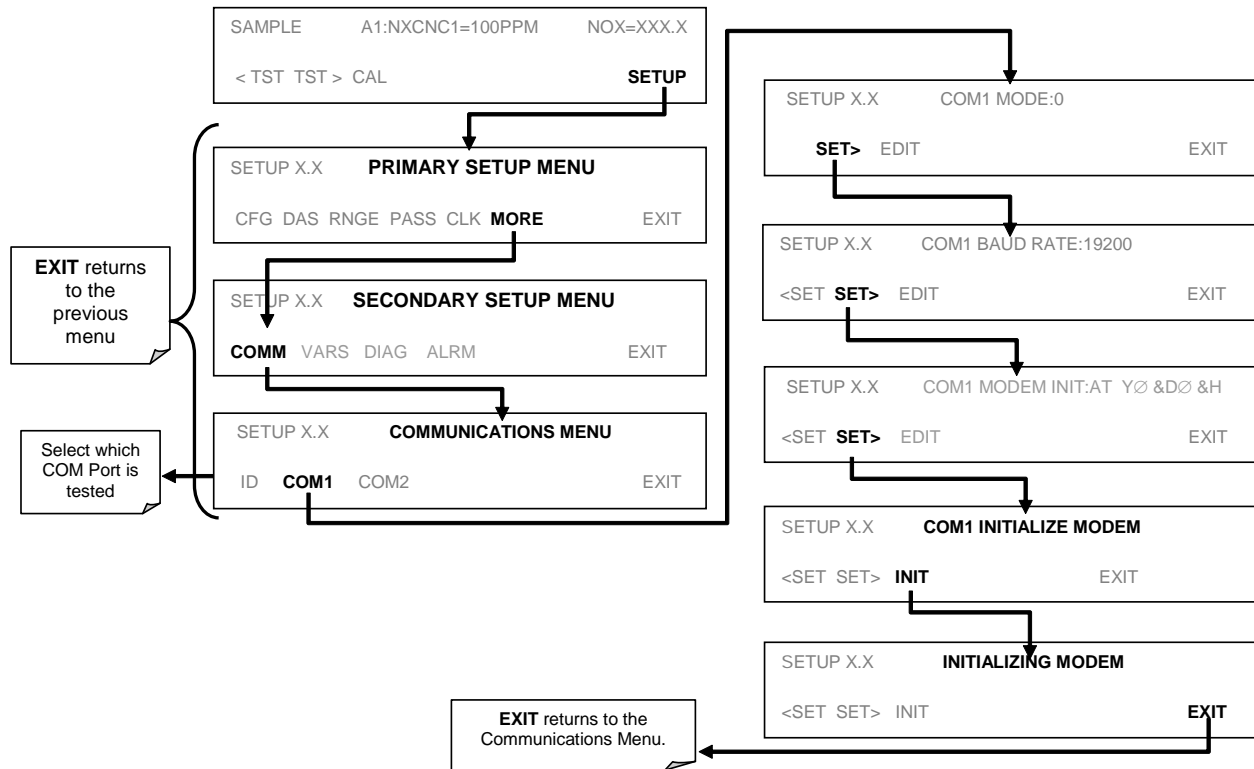 SAMPLE A1:NXCNC1=100PPM NOX=XXX.X
< TST TST > CAL SETUP
SETUP X.X PRIMARY SETUP MENU
CFG DAS RNGE PASS CLK MORE EXIT
EXIT returns
to the
previous
menu
SETUP X.X SECONDARY SETUP MENU
COMM VARS DIAG ALRM EXIT
Select which
COM Port is
tested
SETUP X.X COMMUNICATIONS MENU
ID COM1 COM2 EXIT
SETUP X.X COM1 MODE:0
SET> EDIT EXIT
SETUP X.X COM1 BAUD RATE:19200
<SET SET> EDIT EXIT
SETUP X.X COM1 MODEM INIT:AT Y∅ &D∅ &H
<SET SET> EDIT EXIT
SETUP X.X COM1 INITIALIZE MODEM
<SET SET> INIT EXIT
SETUP X.X INITIALIZING MODEM
<SET SET> INIT EXIT
EXIT returns to the
Communications Menu.